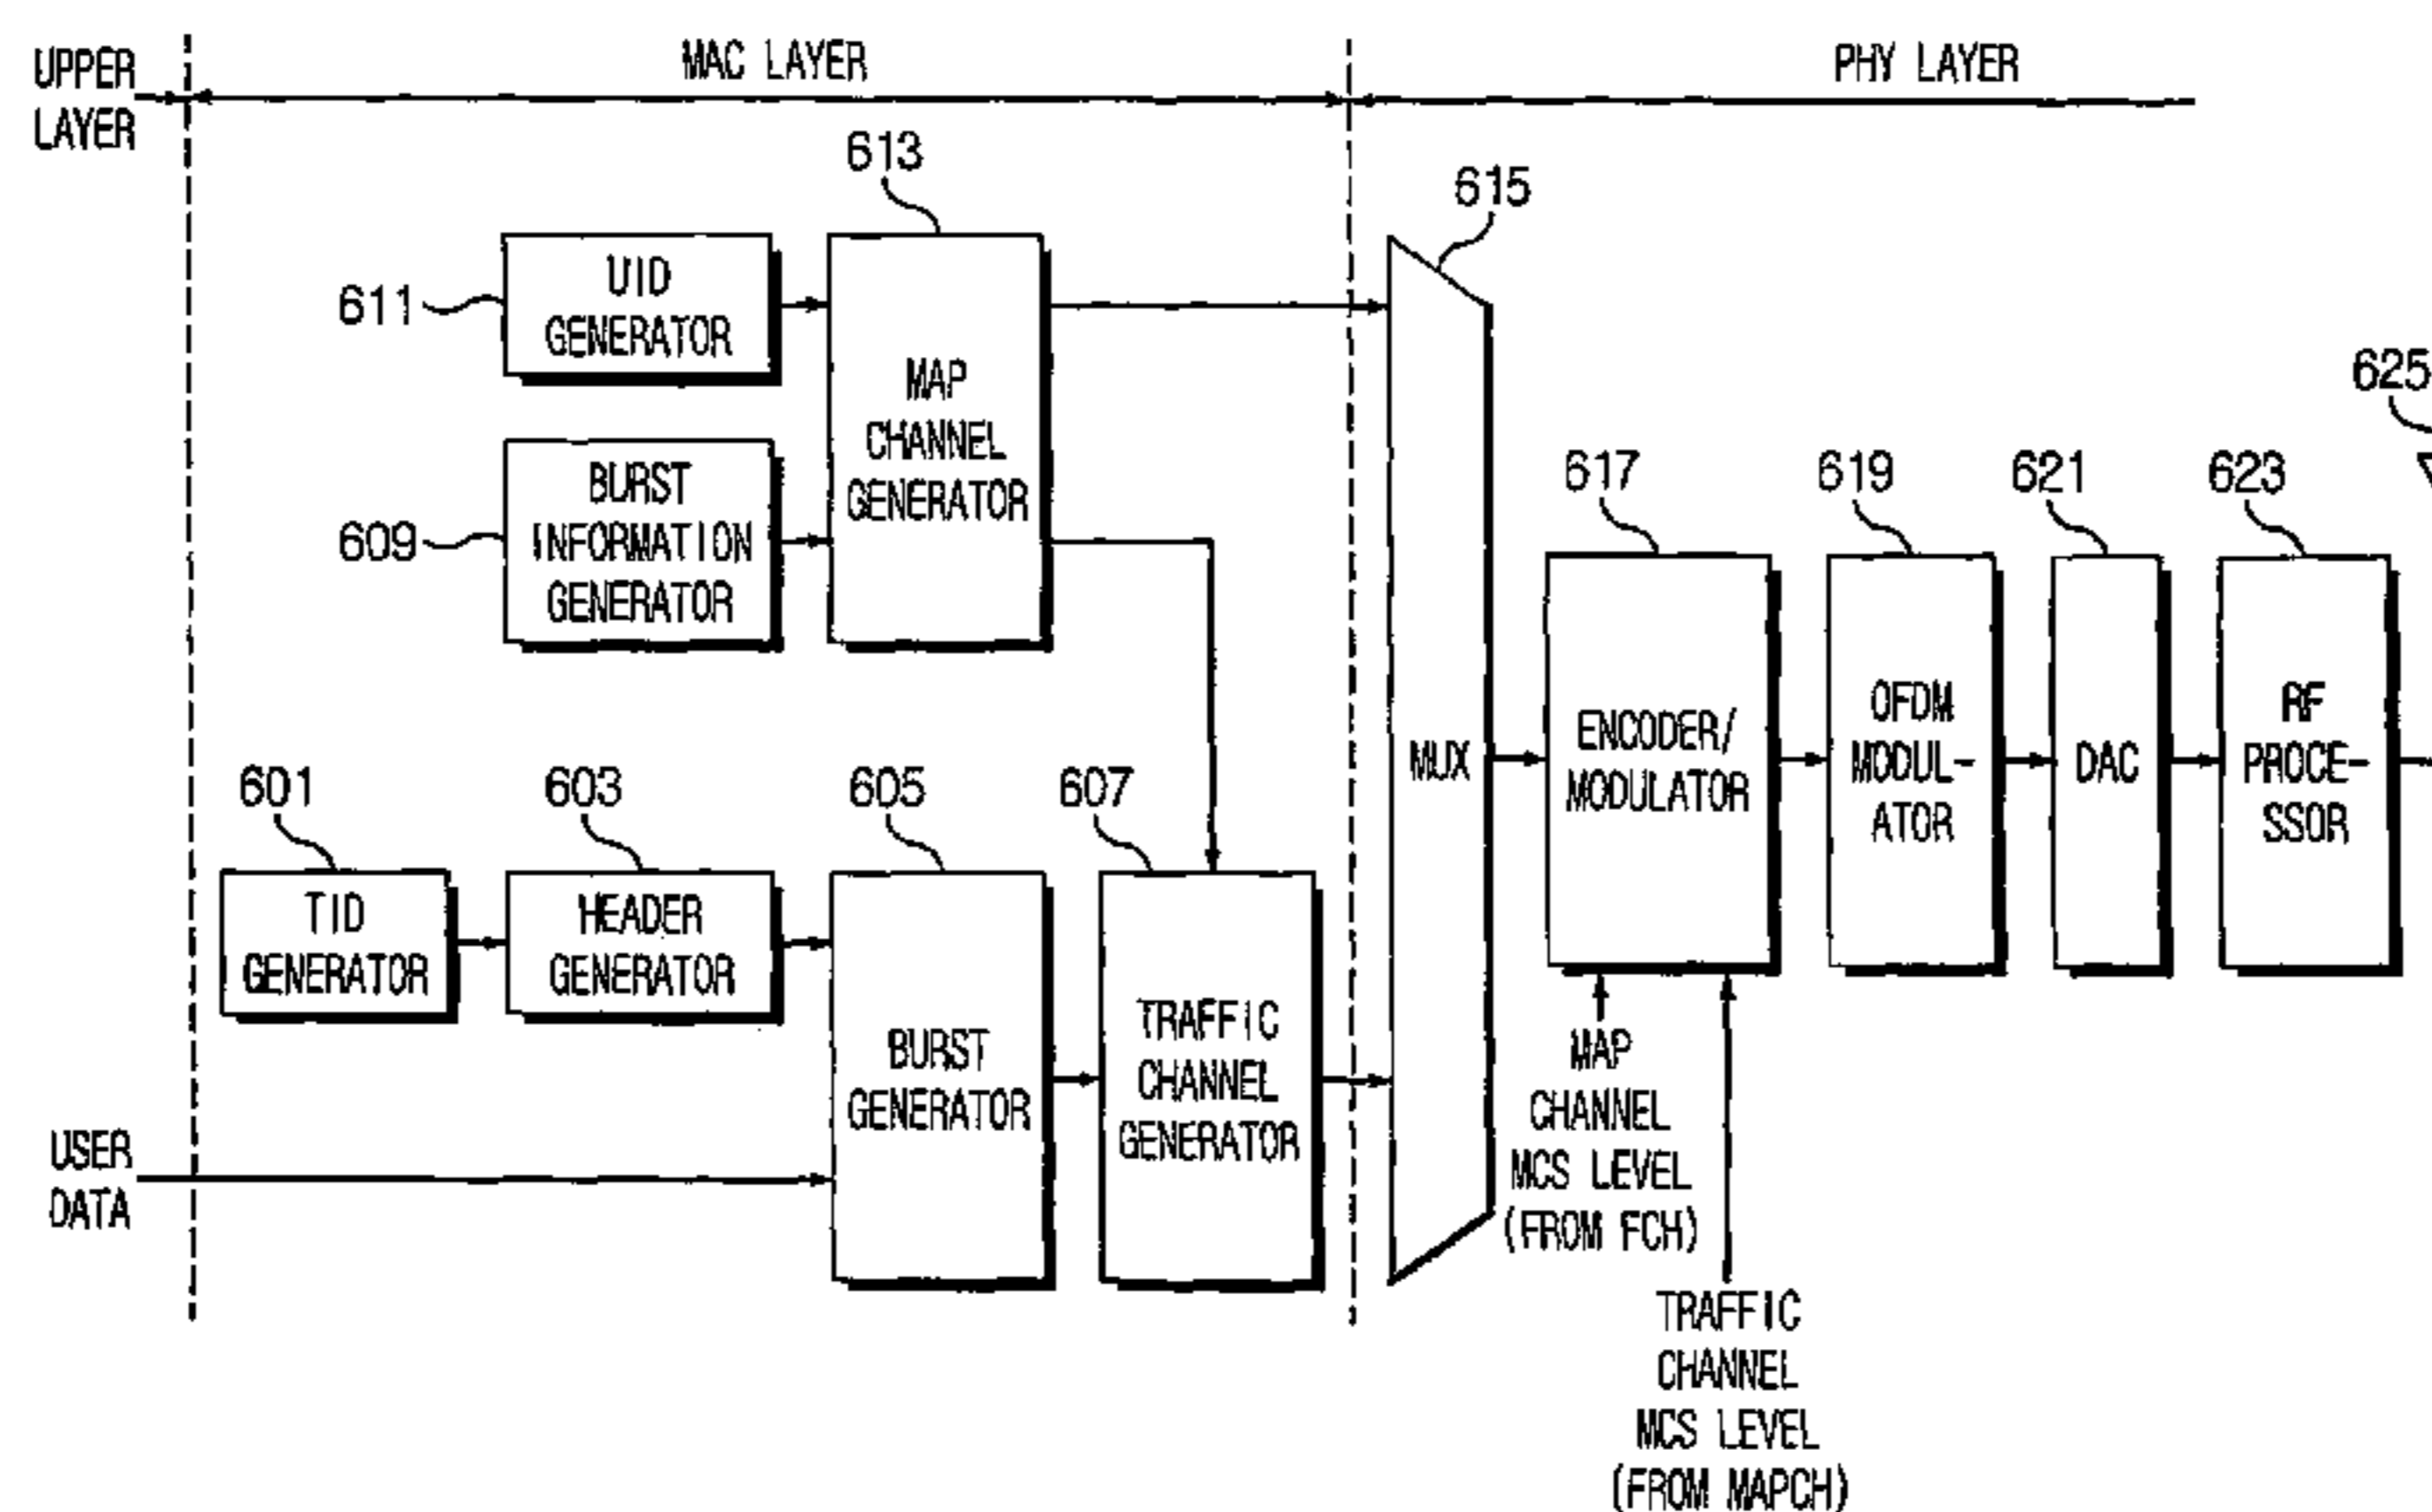 UPPER
LAYER
MAC LAYER
PHY LAYER
613
615
UID
GENERATOR
611
MAP
CHANNEL
GENERATOR
625
BURST
INFORMATION
GENERATOR
609
617
619
621
623
MUX
ENCODER/
MODULATOR
OFDM
MODUL-
ATOR
DAC
RF
PROCE-
SSOR
601
603
605
607
TID
GENERATOR
HEADER
GENERATOR
BURST
GENERATOR
TRAFFIC
CHANNEL
GENERATOR
USER
DATA
MAP
CHANNEL
MCS LEVEL
(FROM FCH)
TRAFFIC
CHANNEL
MCS LEVEL
(FROM MAPCH)